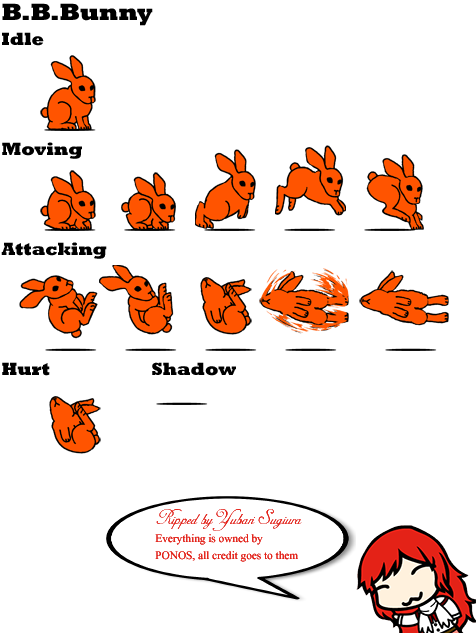 B.B.Bunny
Idle
Moving
Attacking
Hurt Shadow
Ripped by Yubari Sugiura
Everything is owned by
PONOS, all credit goes to them